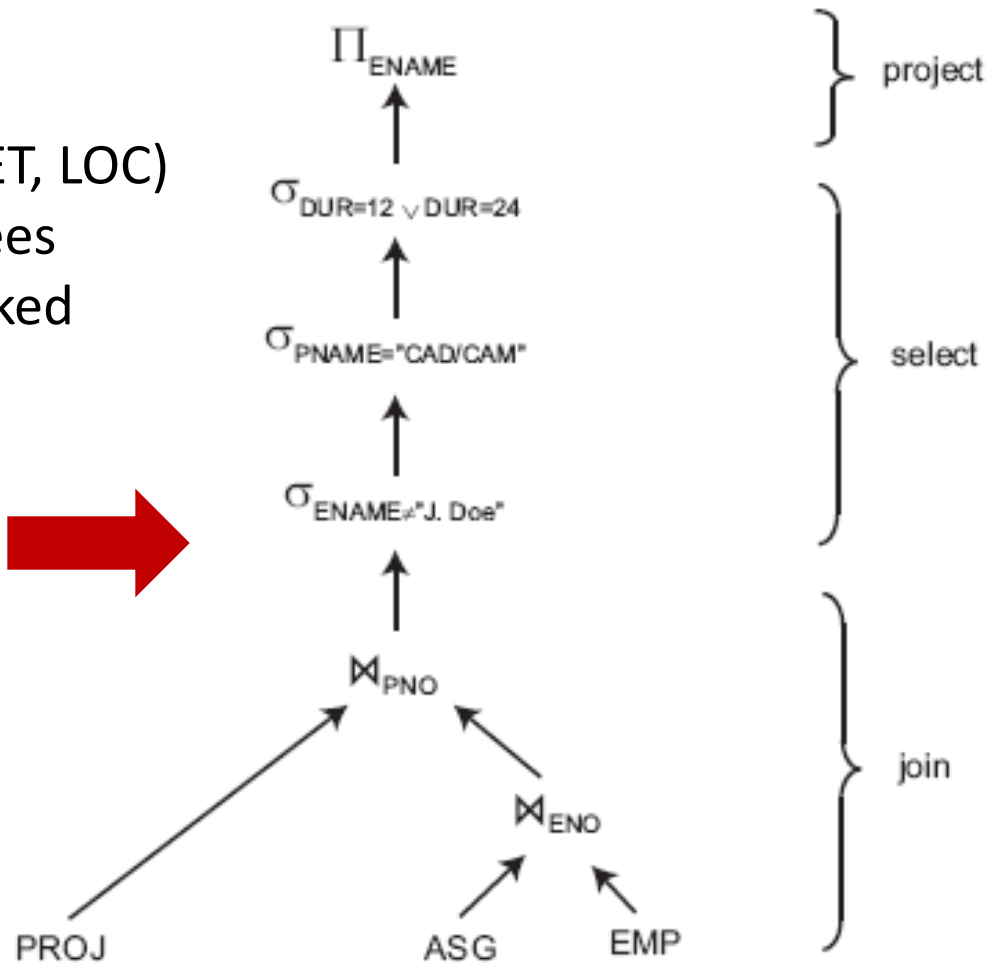 Π ENAME
project
ET, LOC)
σ DUR=12 ∨ DUR=24
ees
ked
σ PNAME="CAD/CAM"
select
σ ENAME≠"J. Doe"
⋈ PNO
join
⋈ ENO
PROJ
ASG
EMP